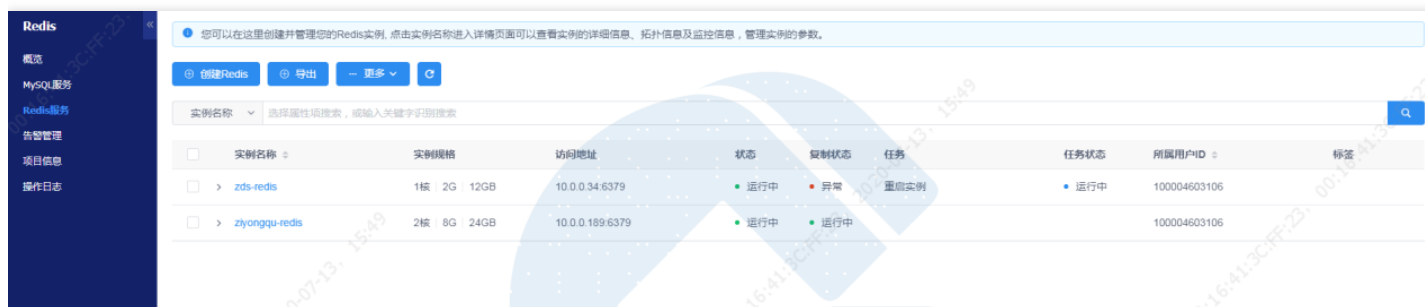 Redis
概览
MySQL服务
Redis服务
告警管理
项目信息
操作日志
您可以在这里创建并管理您的Redis实例, 点击实例名称进入详情页面可以查看实例的详细信息、拓扑信息及监控信息，管理实例的参数。
创建Redis 导出 更多
实例名称 选择属性项搜索，或输入关键字识别搜索
实例名称 实例规格 访问地址 状态 复制状态 任务 任务状态 所属用户ID 标签
zds-redis 1核 2G 12GB 10.0.0.34:6379 运行中 异常 重启实例 运行中 100004603106
ziyongqu-redis 2核 8G 24GB 10.0.0.189:6379 运行中 运行中 100004603106